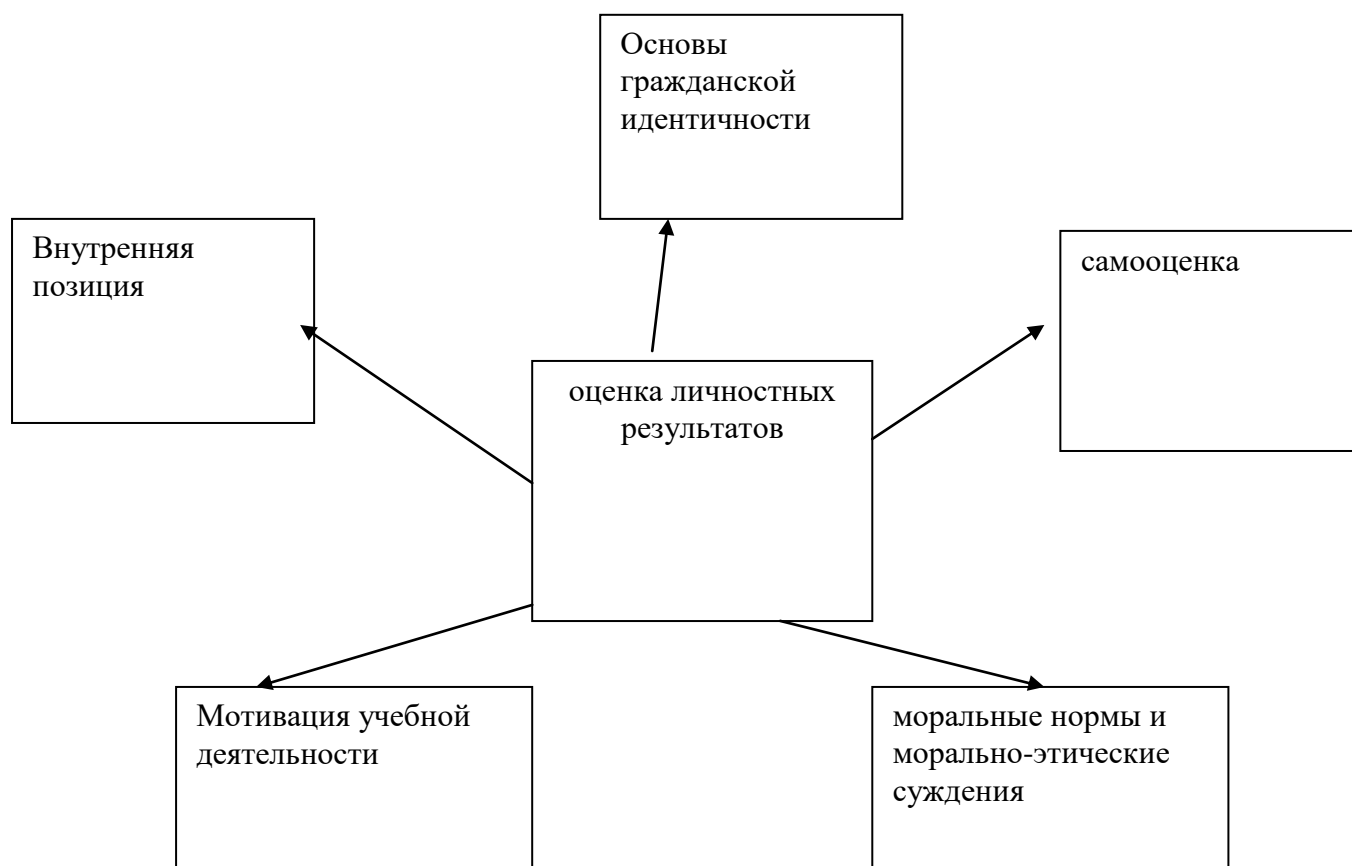 Основы
гражданской
идентичности
Внутренняя
позиция
самооценка
оценка личностных
результатов
Мотивация учебной
деятельности
моральные нормы и
морально-этические
суждения